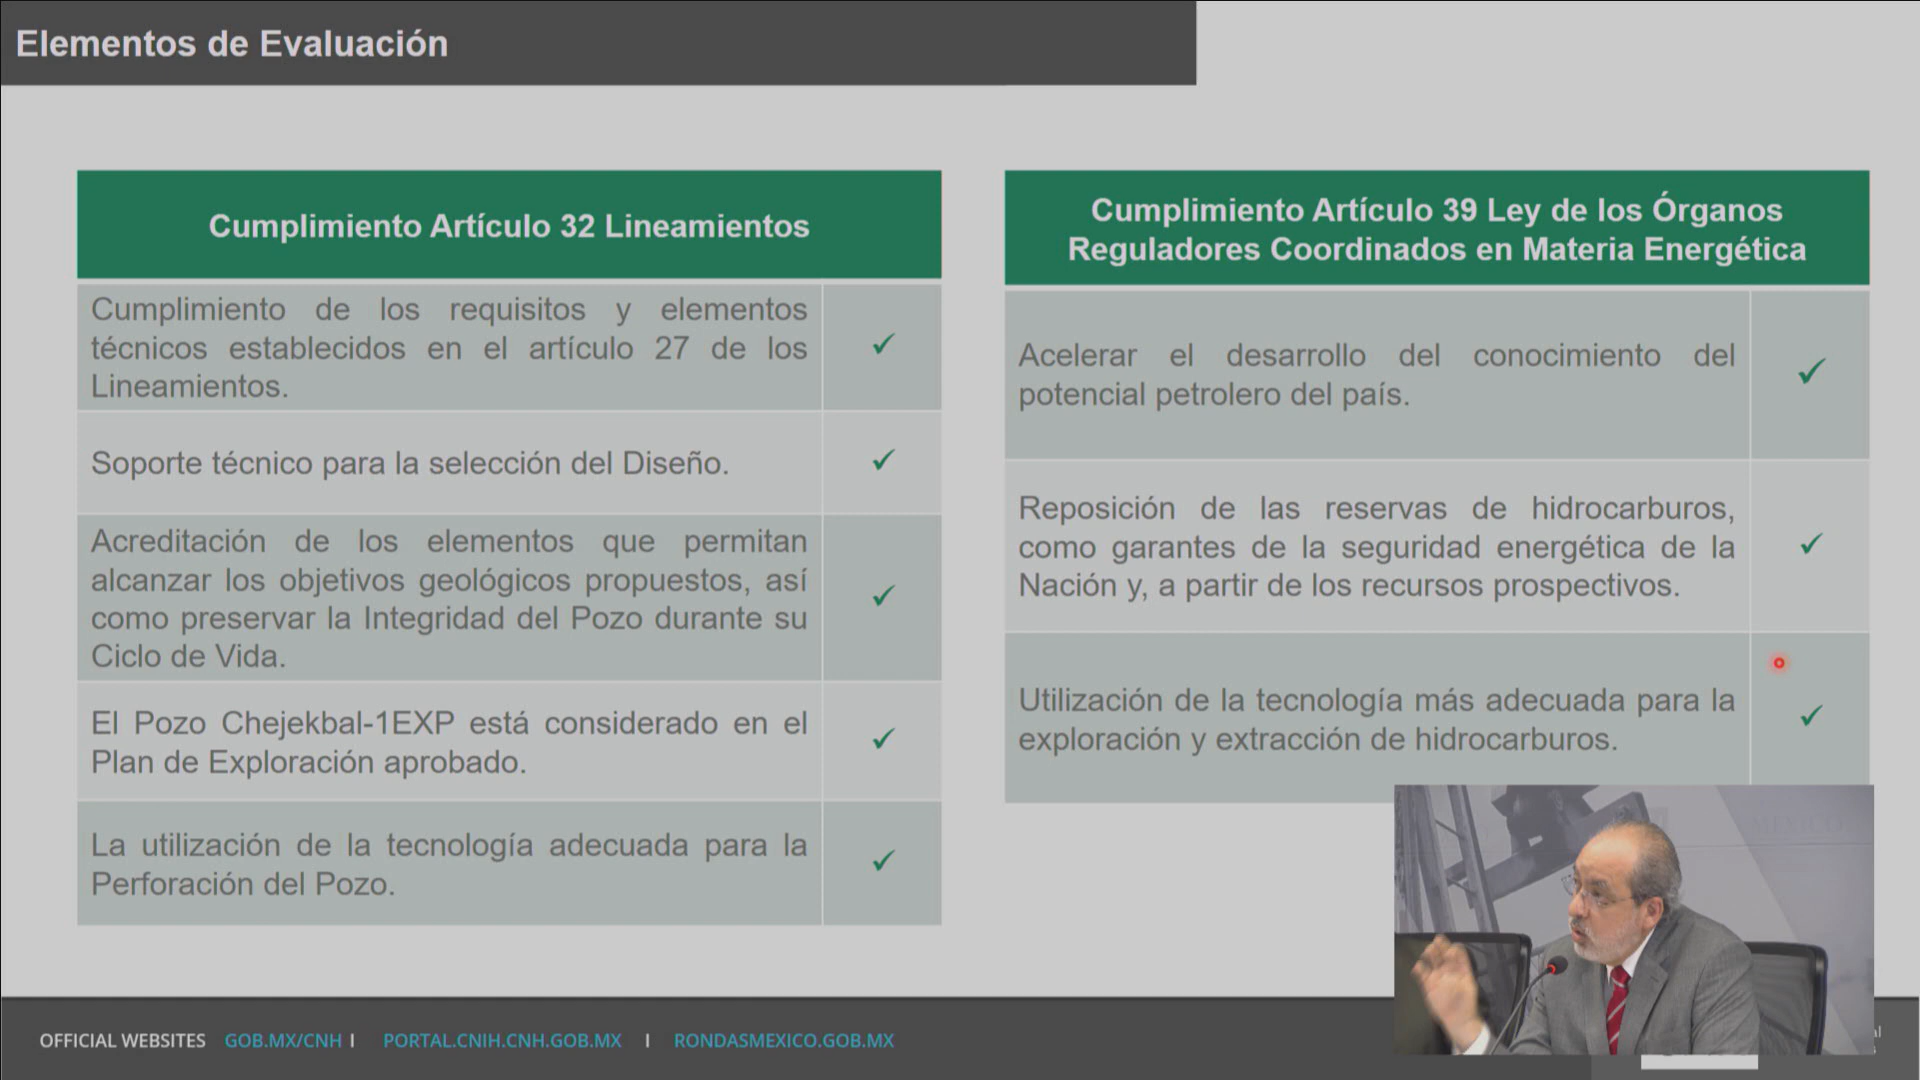 Elementos de Evaluación
Cumplimiento Artículo 32 Lineamientos
Cumplimiento de los requisitos y elementos
técnicos establecidos en el artículo 27 de los
Lineamientos.
Soporte técnico para la selección del Diseño.
Acreditación de los elementos que permitan
alcanzar los objetivos geológicos propuestos, así
como preservar la Integridad del Pozo durante su
Ciclo de Vida.
El Pozo Chejekbal-1EXP está considerado en el
Plan de Exploración aprobado.
La utilización de la tecnología adecuada para la
Perforación del Pozo.
Cumplimiento Artículo 39 Ley de los Órganos
Reguladores Coordinados en Materia Energética
Acelerar el desarrollo del conocimiento del
potencial petrolero del país.
Reposición de las reservas de hidrocarburos,
como garantes de la seguridad energética de la
Nación y, a partir de los recursos prospectivos.
Utilización de la tecnología más adecuada para la
exploración y extracción de hidrocarburos.
MÉXICO
OFFICIAL WEBSITES GOB.MX/CNH I PORTAL.CNIH.CNH.GOB.MX I RONDASMEXICO.GOB.MX